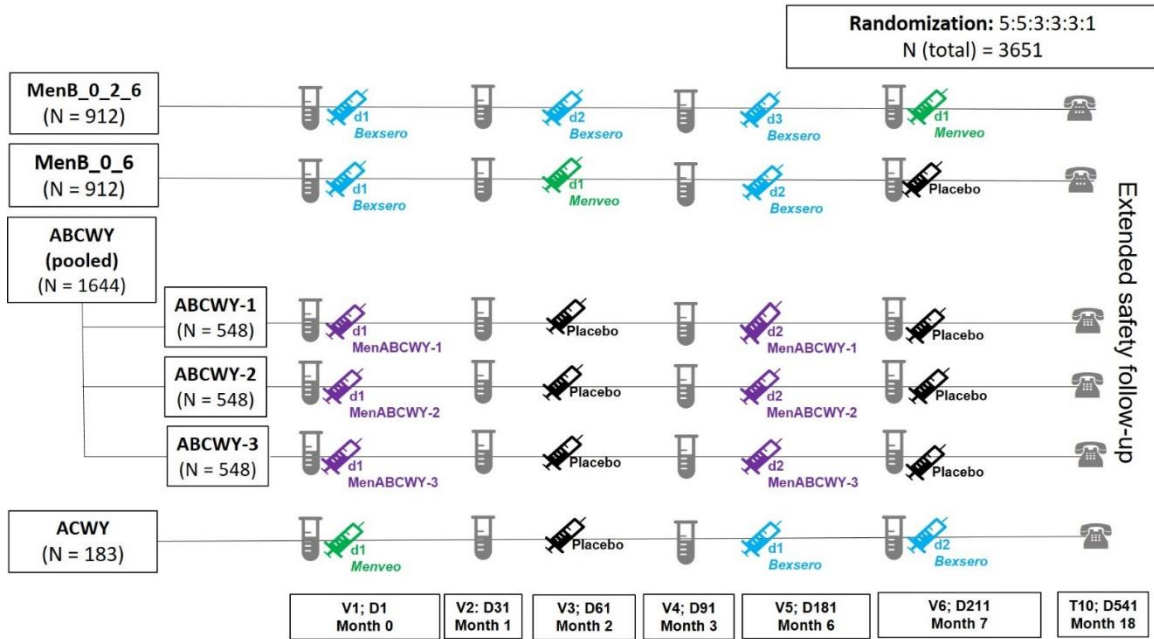 Randomization: 5:5:3:3:3:1
N (total) = 3651
MenB_0_2_6
(N = 912)
d1
Bexsero
d2
Bexsero
d3
Bexsero
d1
Menveo
MenB_0_6
(N = 912)
d1
Bexsero
d1
Menveo
d2
Bexsero
Placebo
ABCWY
(pooled)
(N = 1644)
ABCWY-1
(N = 548)
d1
MenABCWY-1
Placebo
d2
MenABCWY-1
Placebo
ABCWY-2
(N = 548)
d1
MenABCWY-2
Placebo
d2
MenABCWY-2
Placebo
ABCWY-3
(N = 548)
d1
MenABCWY-3
Placebo
d2
MenABCWY-3
Placebo
ACWY
(N = 183)
d1
Menveo
Placebo
d1
Bexsero
d2
Bexsero
Extended safety follow-up
V1; D1
Month 0
V2: D31
Month 1
V3; D61
Month 2
V4; D91
Month 3
V5; D181
Month 6
V6; D211
Month 7
T10; D541
Month 18